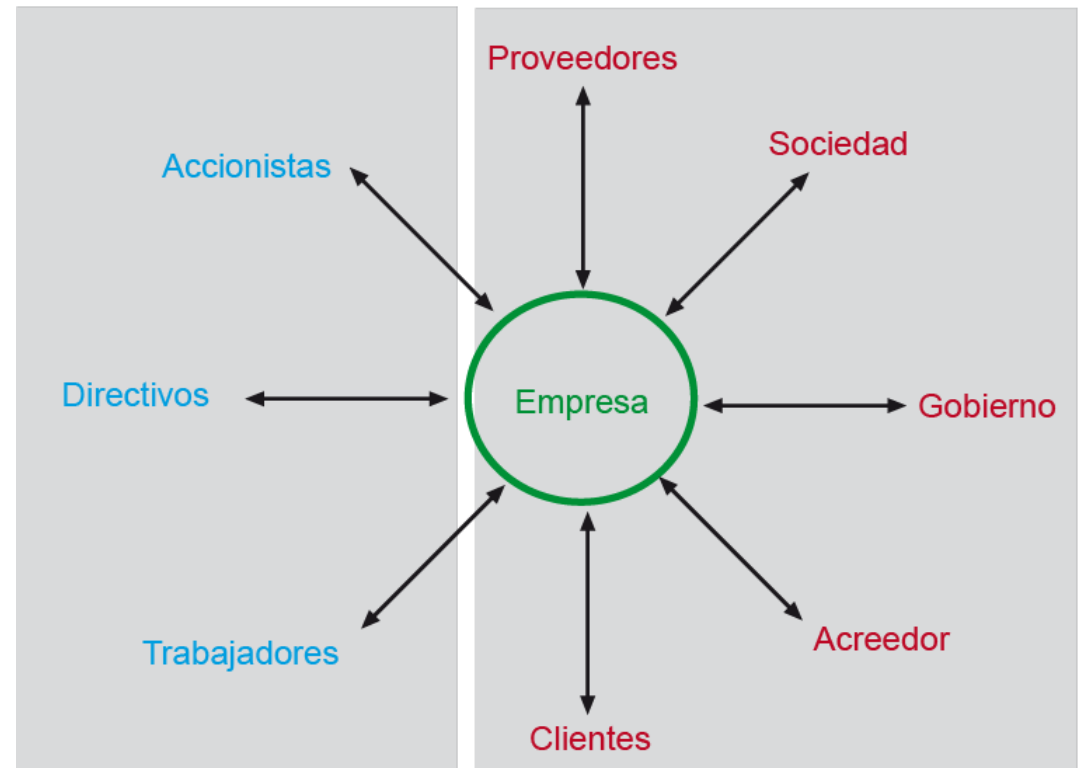 Proveedores
Sociedad
Accionistas
Directivos
Empresa
Gobierno
Trabajadores
Acreedor
Clientes